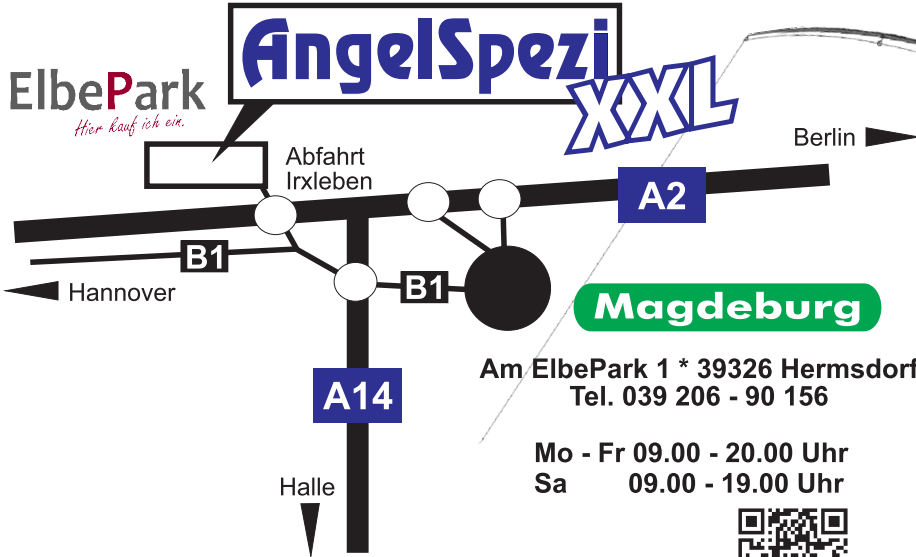 AngelSpezi
XXL
ElbePark
Hier kauf ich ein.
Berlin
Abfahrt
Irxleben
A2
B1
Hannover
B1
Magdeburg
Am ElbePark 1 * 39326 Hermsdorf
Tel. 039 206 - 90 156
A14
Mo - Fr 09.00 - 20.00 Uhr
Sa 09.00 - 19.00 Uhr
Halle